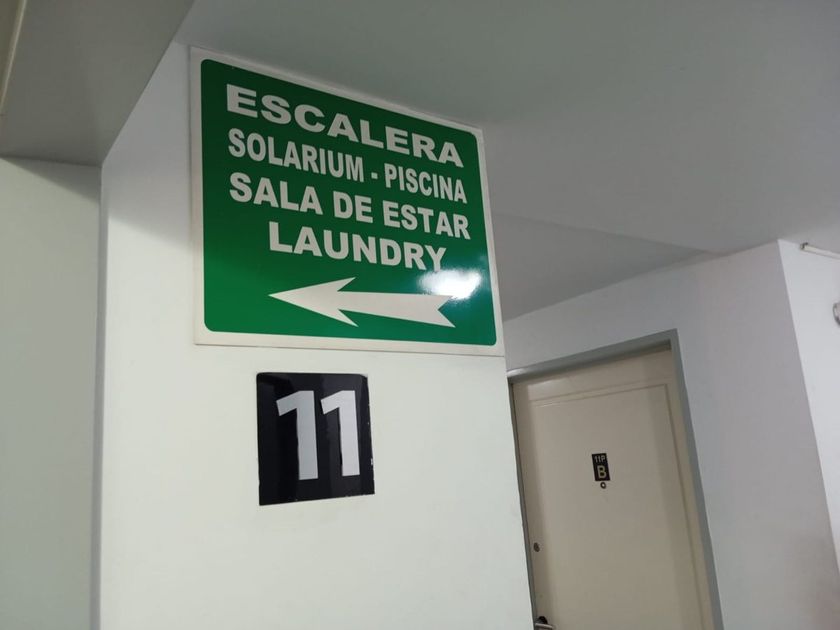 ESCALERA
SOLARIUM - PISCINA
SALA DE ESTAR
LAUNDRY
11
11P
B